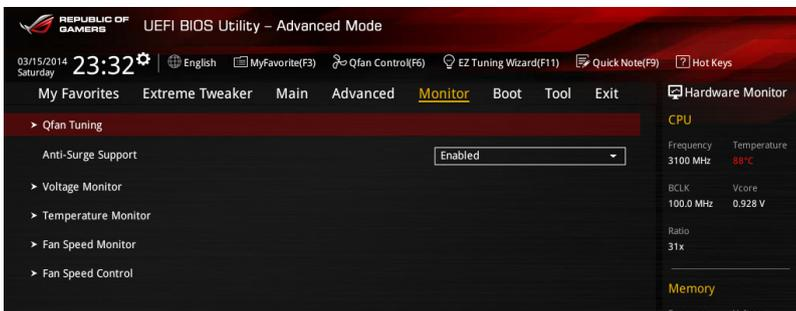 REPUBLIC OF
GAMERS
UEFI BIOS Utility – Advanced Mode
03/15/2014
Saturday
23:32
English
MyFavorite(F3)
Qfan Control(F6)
EZ Tuning Wizard(F11)
Quick Note(F9)
? Hot Keys
My Favorites Extreme Tweaker Main Advanced Monitor Boot Tool Exit
Hardware Monitor
> Qfan Tuning
Anti-Surge Support
Enabled
> Voltage Monitor
> Temperature Monitor
> Fan Speed Monitor
> Fan Speed Control
CPU
Frequency Temperature
3100 MHz 88°C
BCLK Vcore
100.0 MHz 0.928 V
Ratio
31x
Memory